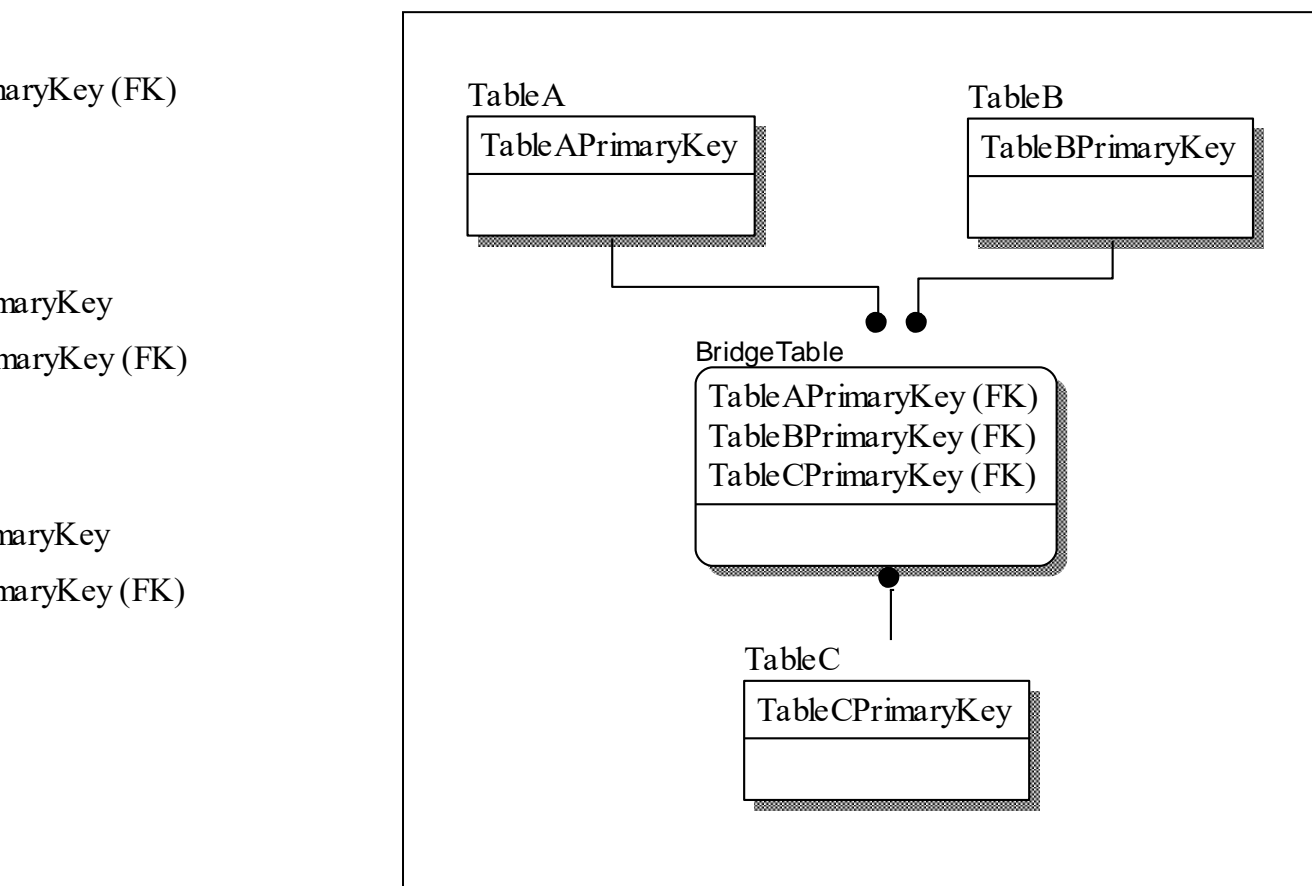 maryKey (FK)
maryKey
maryKey (FK)
maryKey
maryKey (FK)
TableA
TableAPrimaryKey
TableB
TableBPrimaryKey
BridgeTable
TableAPrimaryKey (FK)
TableBPrimaryKey (FK)
TableCPrimaryKey (FK)
TableC
TableCPrimaryKey